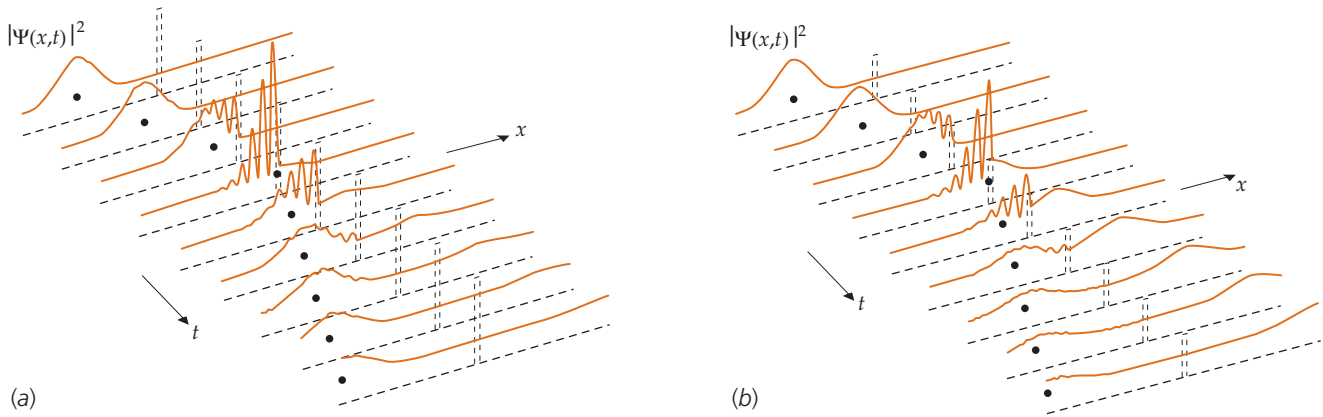 |Ψ(x,t)|²
x
t
(a)
|Ψ(x,t)|²
x
t
(b)